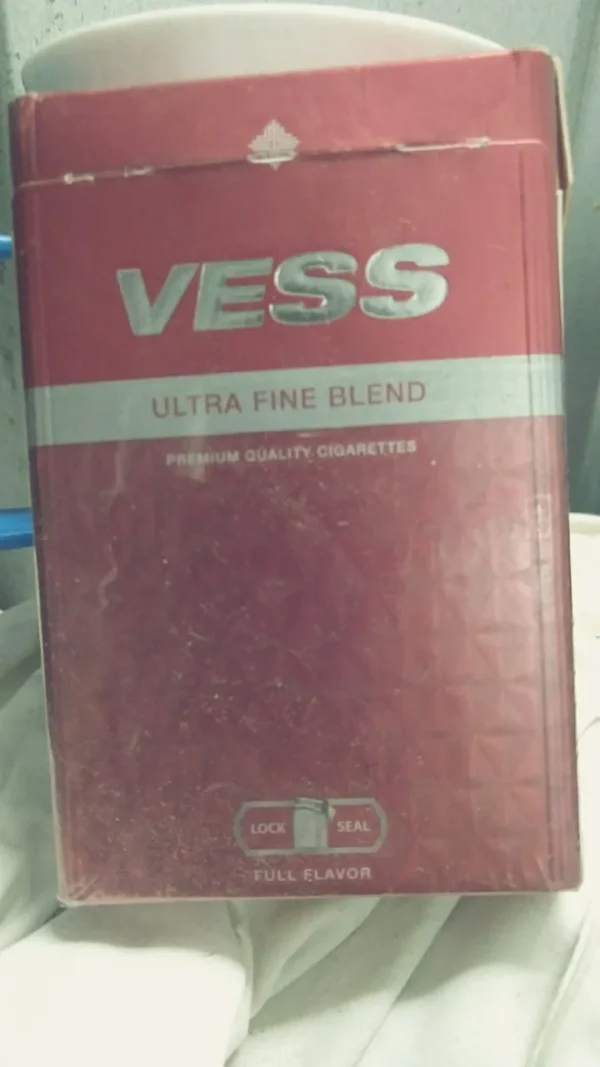 VESS
ULTRA FINE BLEND
PREMIUM QUALITY CIGARETTES
LOCK SEAL
FULL FLAVOR